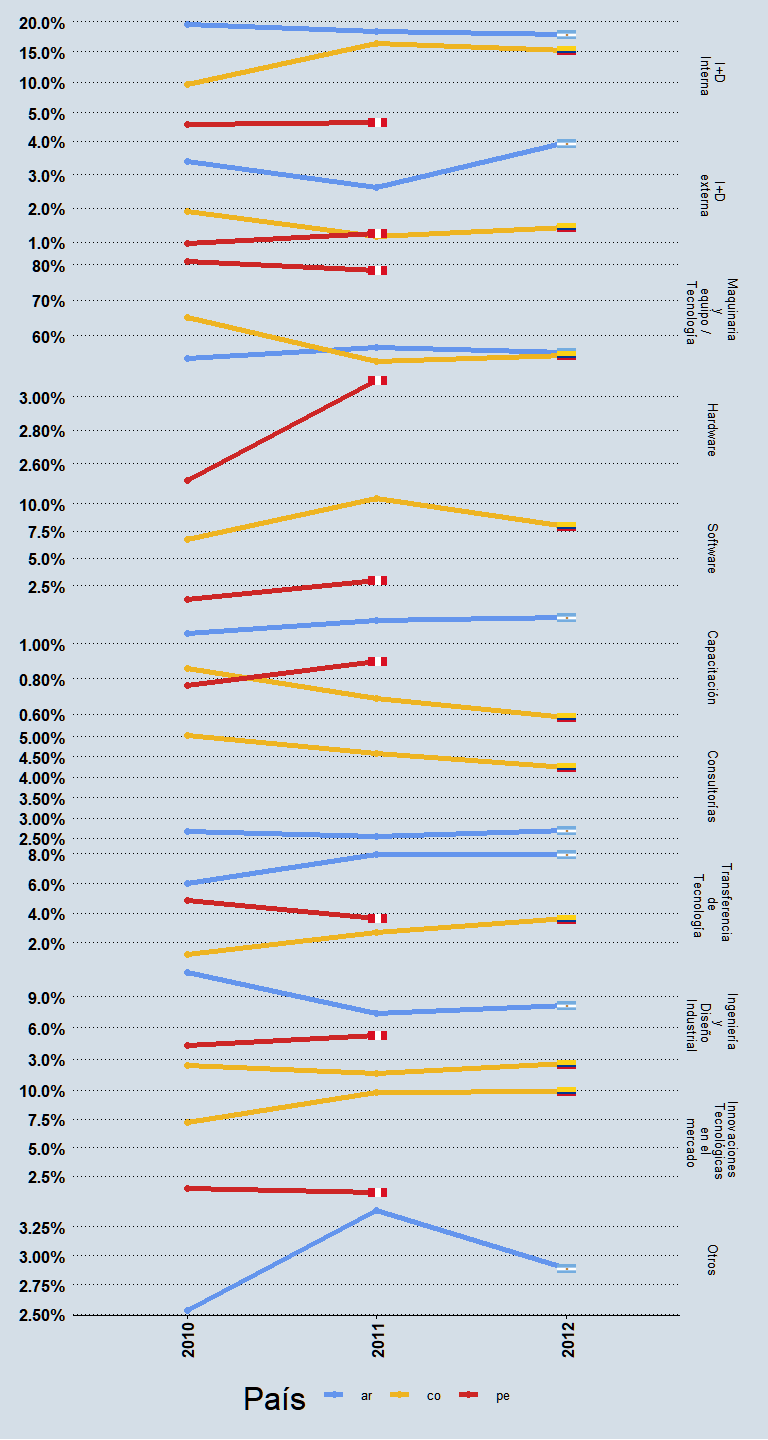 20.0%
15.0%
10.0%
5.0%
I+D
Interna
4.0%
3.0%
2.0%
1.0%
I+D
externa
80%
70%
60%
Maquinaria
y
equipo /
Tecnología
3.00%
2.80%
2.60%
Hardware
10.0%
7.5%
5.0%
2.5%
Software
1.00%
0.80%
0.60%
Capacitación
5.00%
4.50%
4.00%
3.50%
3.00%
2.50%
Consultorías
8.0%
6.0%
4.0%
2.0%
Transferencia
de
Tecnología
9.0%
6.0%
3.0%
Ingeniería
y
Diseño
Industrial
10.0%
7.5%
5.0%
2.5%
Innovaciones
Tecnológicas
en el
mercado
3.25%
3.00%
2.75%
2.50%
Otros
2010
2011
2012
País ar co pe